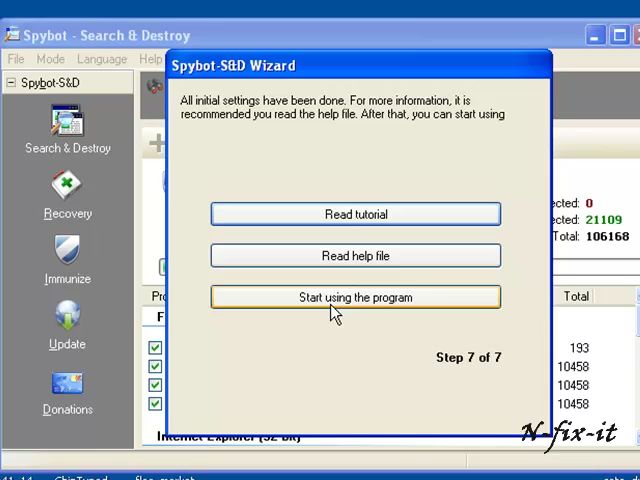 Spybot - Search & Destroy
File Mode Language Help
Spybot-S&D Wizard
Spybot-S&D
All initial settings have been done. For more information, it is
recommended you read the help file. After that, you can start using
Search & Destroy
Read tutorial
ected: 0
Recovery
ected: 21109
Total: 106168
Read help file
Immunize
Start using the program
Total
Update
193
Step 7 of 7
10458
10458
10458
Donations
Internet Explorer (32 bit)
N-fix-it